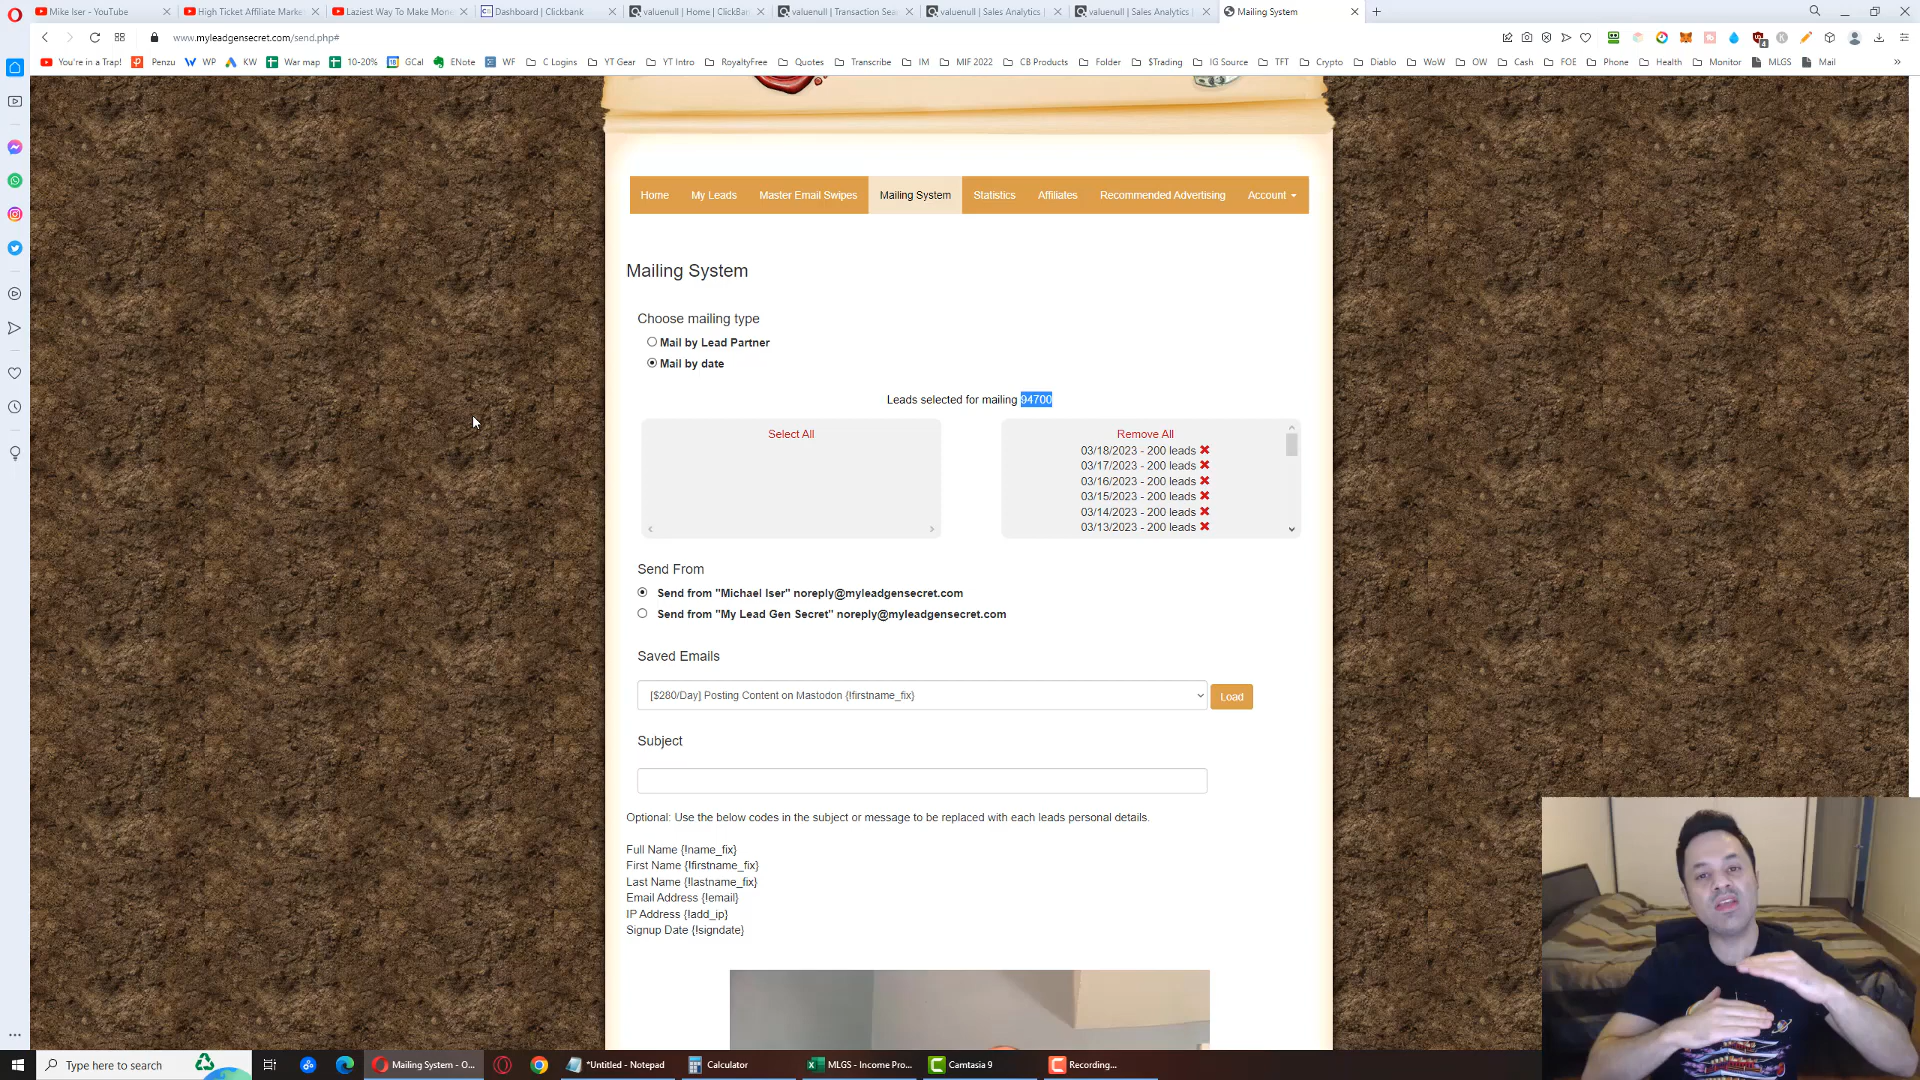 Mike Iser - YouTube
High Ticket Affiliate Marke
Laziest Way To Make Mon
Dashboard | Clickbank
valuenull | Home | ClickBan
valuenull | Transaction Sea
valuenull | Sales Analytics |
valuenull | Sales Analytics |
Mailing System
www.myleadgensecret.com/send.php#
You're in a Trap!
Penzu
WP
KW
War map
10-20%
GCal
ENote
WF
C Logins
YT Gear
YT Intro
RoyaltyFree
Quotes
Transcribe
IM
MIF 2022
CB Products
Folder
$Trading
IG Source
TFT
Crypto
Diablo
WoW
OW
Cash
FOE
Phone
Health
Monitor
MLGS
Mail
Home
My Leads
Master Email Swipes
Mailing System
Statistics
Affiliates
Recommended Advertising
Account
Mailing System
Choose mailing type
Mail by Lead Partner
Mail by date
Leads selected for mailing 94700
Select All
Remove All
03/18/2023 - 200 leads
03/17/2023 - 200 leads
03/16/2023 - 200 leads
03/15/2023 - 200 leads
03/14/2023 - 200 leads
03/13/2023 - 200 leads
Send From
Send from "Michael Iser" noreply@myleadgensecret.com
Send from "My Lead Gen Secret" noreply@myleadgensecret.com
Saved Emails
[$280/Day] Posting Content on Mastodon {!firstname_fix}
Load
Subject
Optional: Use the below codes in the subject or message to be replaced with each leads personal details.
Full Name {!name_fix}
First Name {!firstname_fix}
Last Name {!lastname_fix}
Email Address {!email}
IP Address {!add_ip}
Signup Date {!signdate}
Type here to search
Mailing System - O...
*Untitled - Notepad
Calculator
MLGS - Income Pro...
Camtasia 9
Recording...